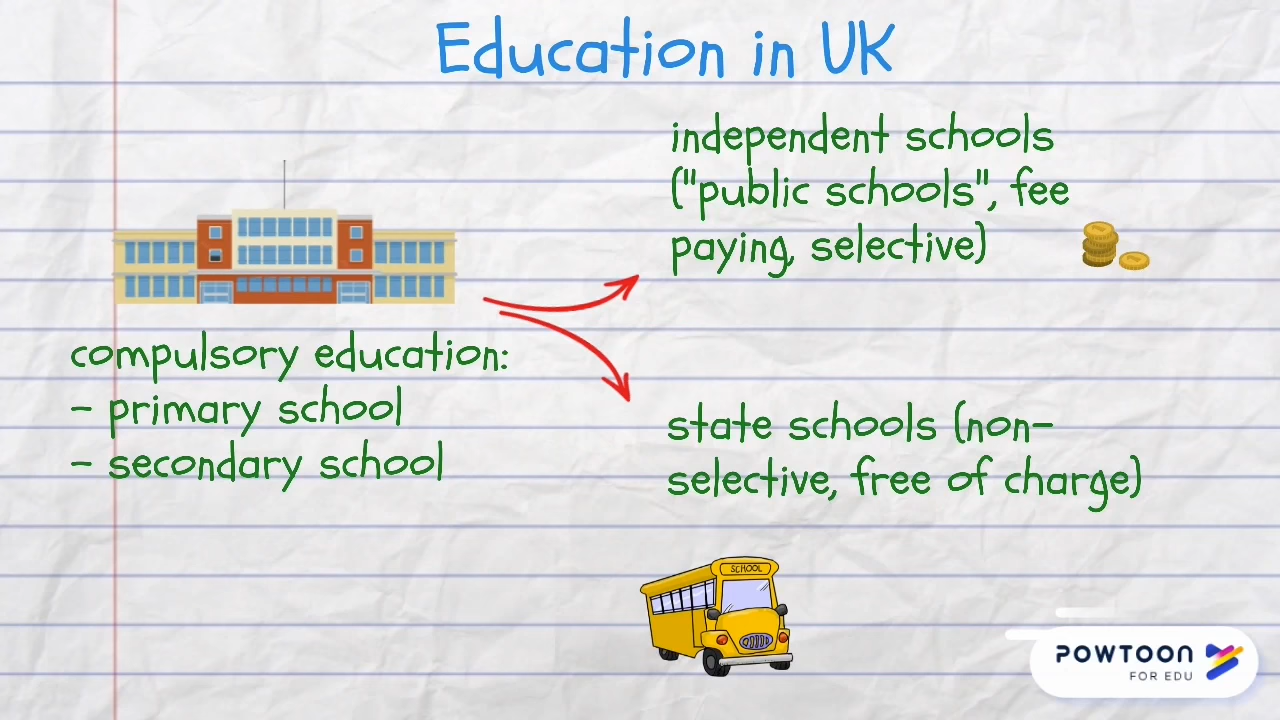 Education in UK
independent schools
("public schools", fee
paying, selective)
compulsory education:
- primary school
- secondary school
state schools (non-
selective, free of charge)
SCHOOL
POWTOON
FOR EDU